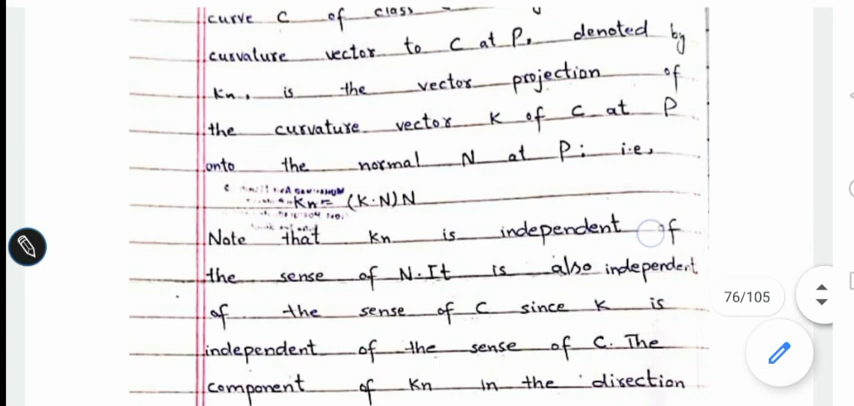 curve C of class
curvature vector to C at P, denoted by
Kn, is the vector projection of
the curvature vector K of C at P
onto the normal N at P; i.e,
Kn = (K·N)N
Note that Kn is independent of
the sense of N. It is also independent
of the sense of C since K is
independent of the sense of C. The
component of Kn in the direction
76/105